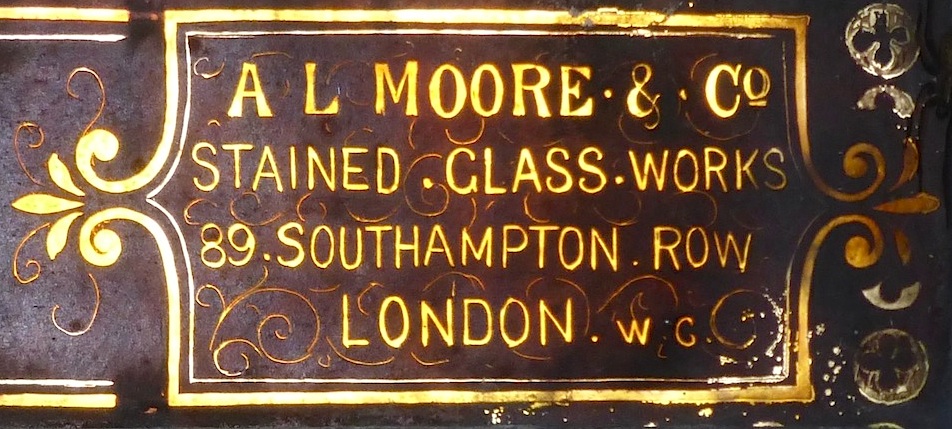 A L MOORE · & · Co
STAINED · GLASS · WORKS
89 · SOUTHAMPTON . ROW
LONDON . W. C.